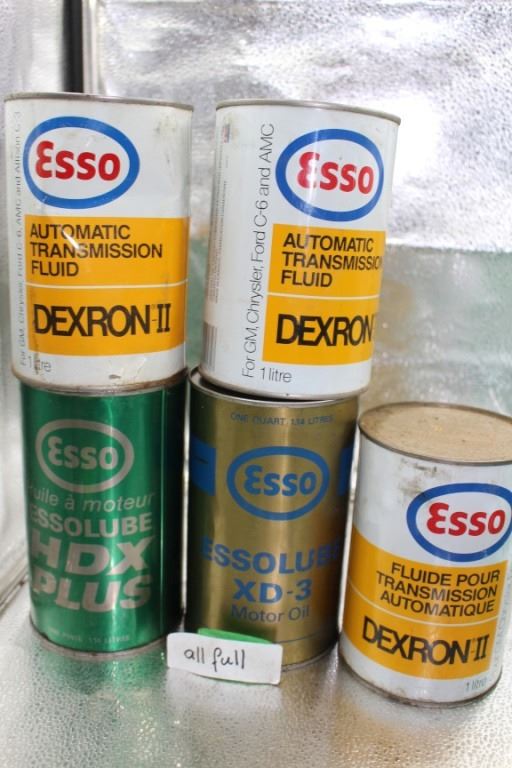 Esso
AUTOMATIC
TRANSMISSION
FLUID
DEXRON-II
1 litre
For GM, Chrysler, Ford C-6, AMC and Allison C-3
Esso
AUTOMATIC
TRANSMISSION
FLUID
DEXRON
1 litre
For GM, Chrysler, Ford C-6 and AMC
Esso
Huile à moteur
ESSOLUBE
HDX
PLUS
ONE QUART 1.14 LITRES
Esso
ESSOLUBE
XD-3
Motor Oil
Esso
FLUIDE POUR
TRANSMISSION
AUTOMATIQUE
DEXRON-II
1 litre
all full